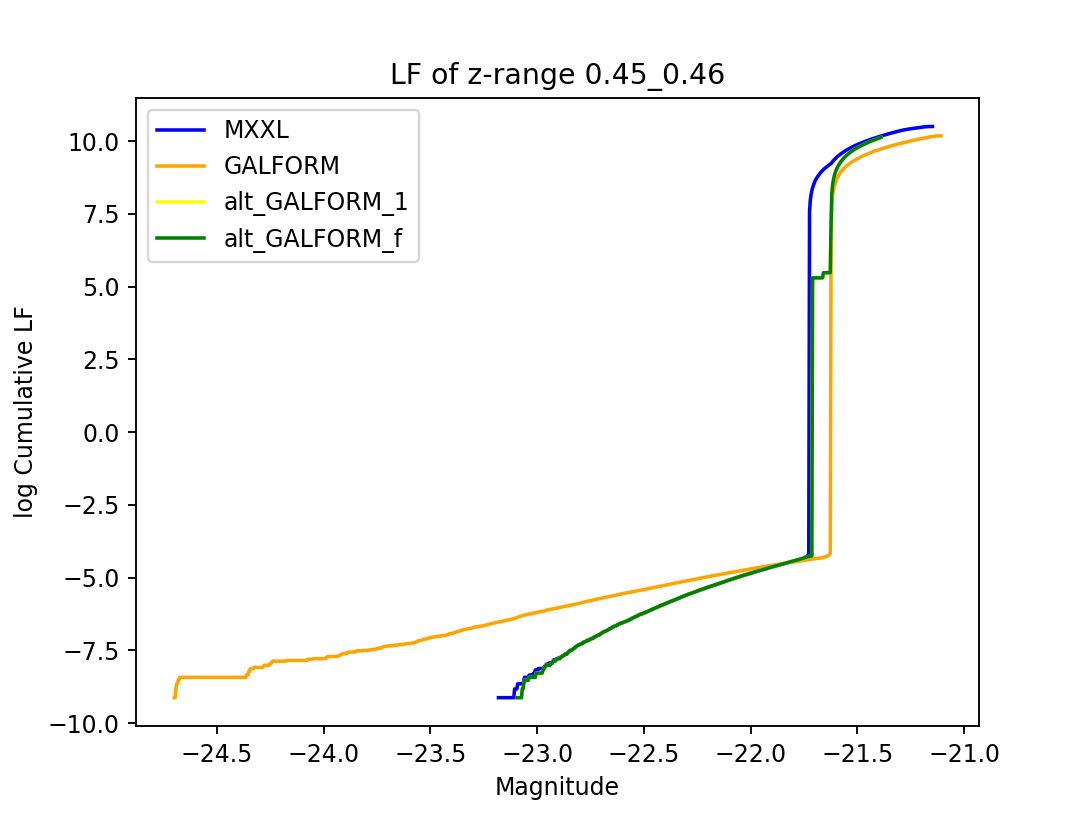 LF of z-range 0.45_0.46
MXXL
GALFORM
alt_GALFORM_1
alt_GALFORM_f
log Cumulative LF
10.0
7.5
5.0
2.5
0.0
−2.5
−5.0
−7.5
−10.0
−24.5 −24.0 −23.5 −23.0 −22.5 −22.0 −21.5 −21.0
Magnitude